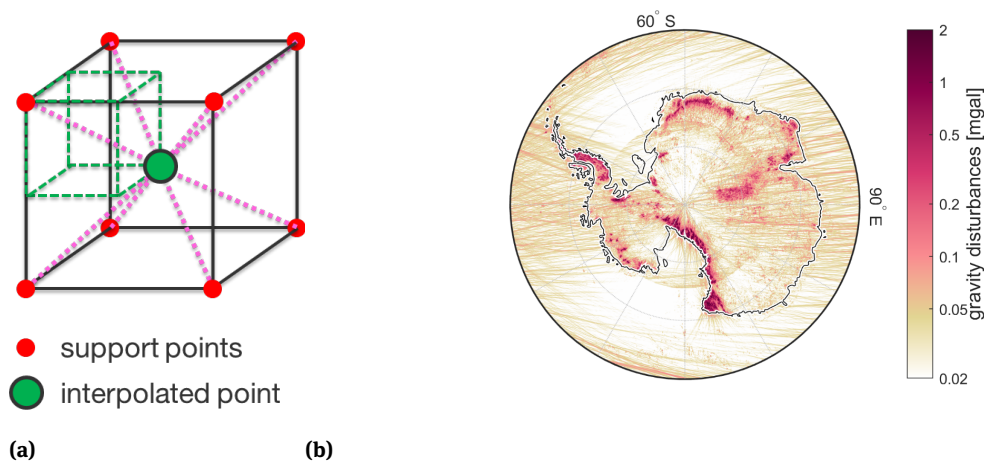 support points
interpolated point
(a)
60° S
90° E
2
1
0.5
0.2
0.1
0.05
0.02
gravity disturbances [mgal]
(b)